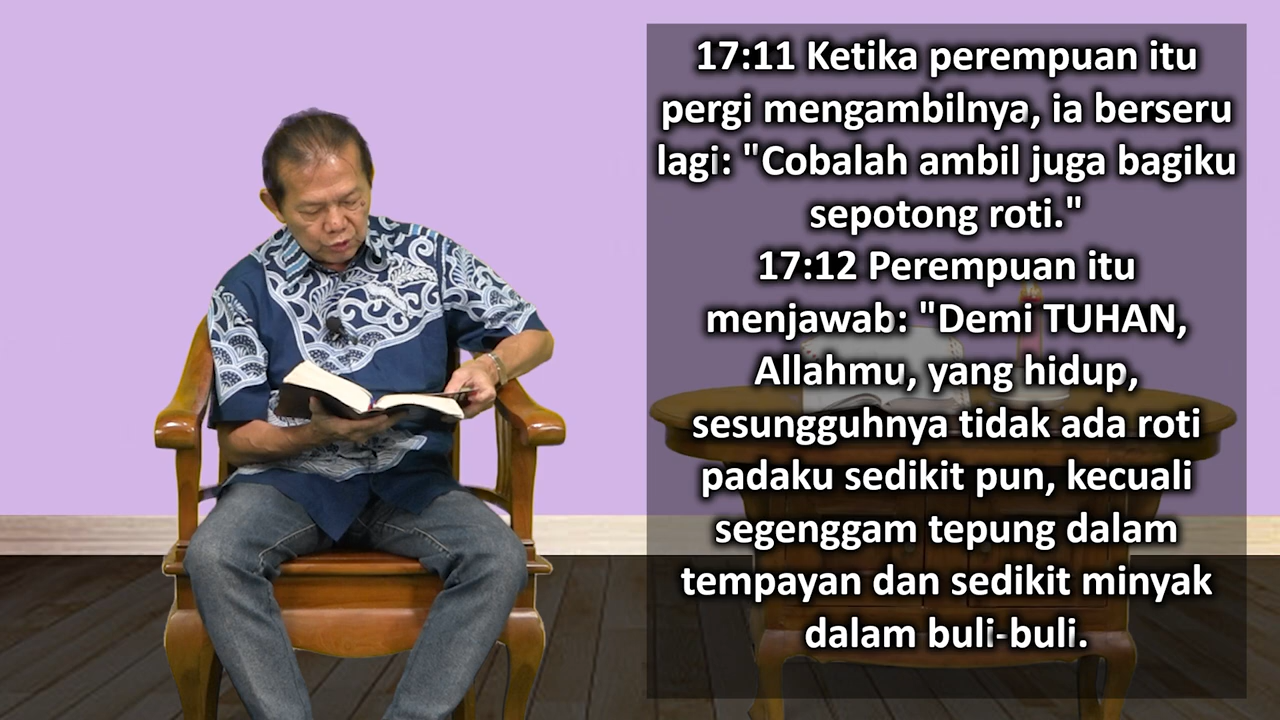 17:11 Ketika perempuan itu
pergi mengambilnya, ia berseru
lagi: "Cobalah ambil juga bagiku
sepotong roti."
17:12 Perempuan itu
menjawab: "Demi TUHAN,
Allahmu, yang hidup,
sesungguhnya tidak ada roti
padaku sedikit pun, kecuali
segenggam tepung dalam
tempayan dan sedikit minyak
dalam buli-buli.